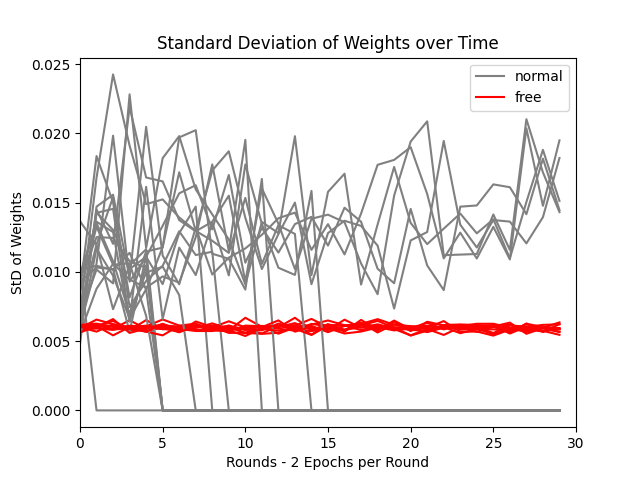 Standard Deviation of Weights over Time
normal
free
StD of Weights
0.025
0.020
0.015
0.010
0.005
0.000
0
5
10
15
20
25
30
Rounds - 2 Epochs per Round